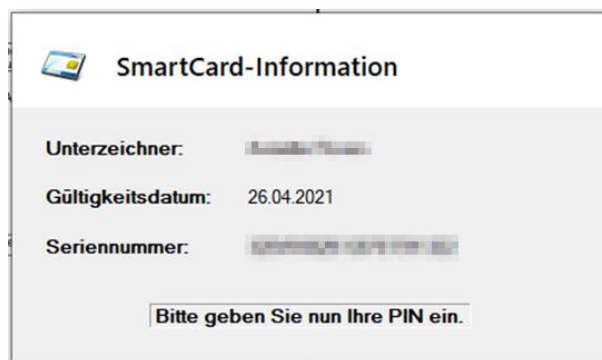 SmartCard-Information
Unterzeichner:
Gültigkeitsdatum: 26.04.2021
Seriennummer:
Bitte geben Sie nun Ihre PIN ein.